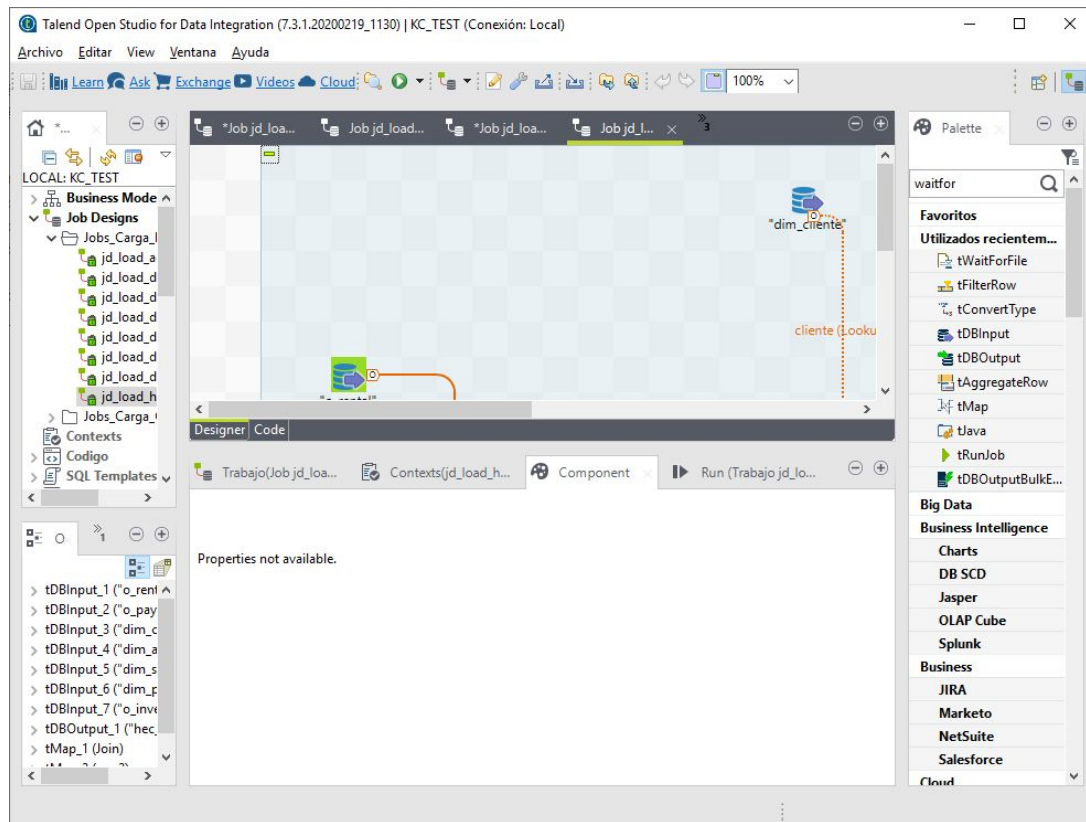 Talend Open Studio for Data Integration (7.3.1.20200219_1130) | KC_TEST (Conexión: Local)
Archivo Editar View Ventana Ayuda
Learn Ask Exchange Videos Cloud 100%
*...
LOCAL: KC_TEST
Business Mode
Job Designs
Jobs_Carga_I
jd_load_a
jd_load_d
jd_load_d
jd_load_d
jd_load_d
jd_load_d
jd_load_d
jd_load_h
Jobs_Carga_
Contexts
Codigo
SQL Templates
*Job jd_loa... Job jd_load... *Job jd_loa... Job jd_l... »3
"dim_cliente"
cliente (Looku
Designer Code
Trabajo(Job jd_loa... Contexts(jd_load_h... Component Run (Trabajo jd_lo...
Properties not available.
O »1
tDBInput_1 ("o_rent
tDBInput_2 ("o_pay
tDBInput_3 ("dim_c
tDBInput_4 ("dim_a
tDBInput_5 ("dim_s
tDBInput_6 ("dim_p
tDBInput_7 ("o_inve
tDBOutput_1 ("hec_
tMap_1 (Join)
Palette
waitfor
Favoritos
Utilizados recientem...
tWaitForFile
tFilterRow
tConvertType
tDBInput
tDBOutput
tAggregateRow
tMap
tJava
tRunJob
tDBOutputBulkE...
Big Data
Business Intelligence
Charts
DB SCD
Jasper
OLAP Cube
Splunk
Business
JIRA
Marketo
NetSuite
Salesforce
Cloud